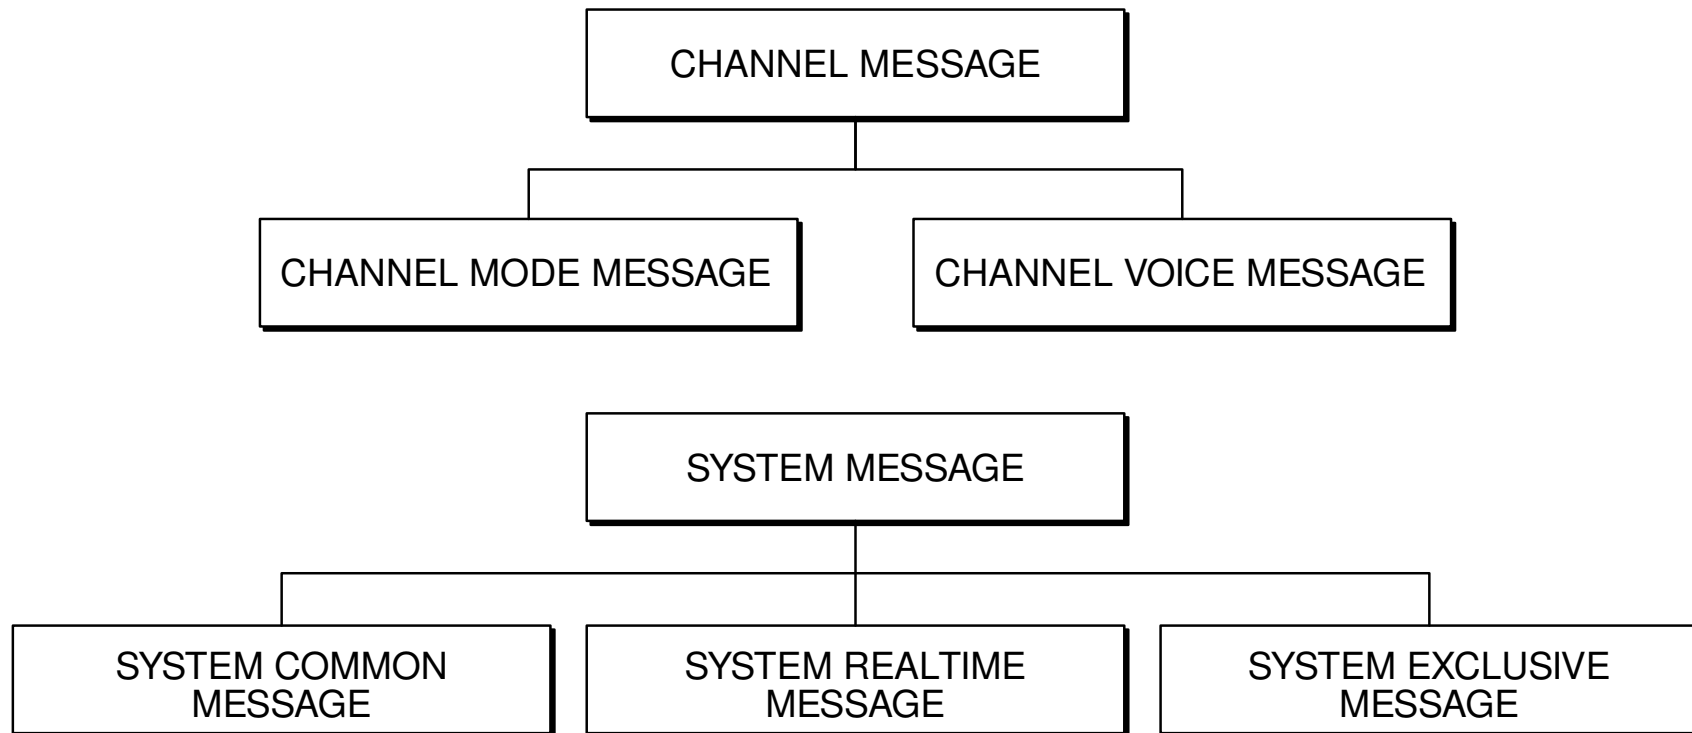 CHANNEL MESSAGE
CHANNEL MODE MESSAGE
CHANNEL VOICE MESSAGE
SYSTEM MESSAGE
SYSTEM COMMON
MESSAGE
SYSTEM REALTIME
MESSAGE
SYSTEM EXCLUSIVE
MESSAGE